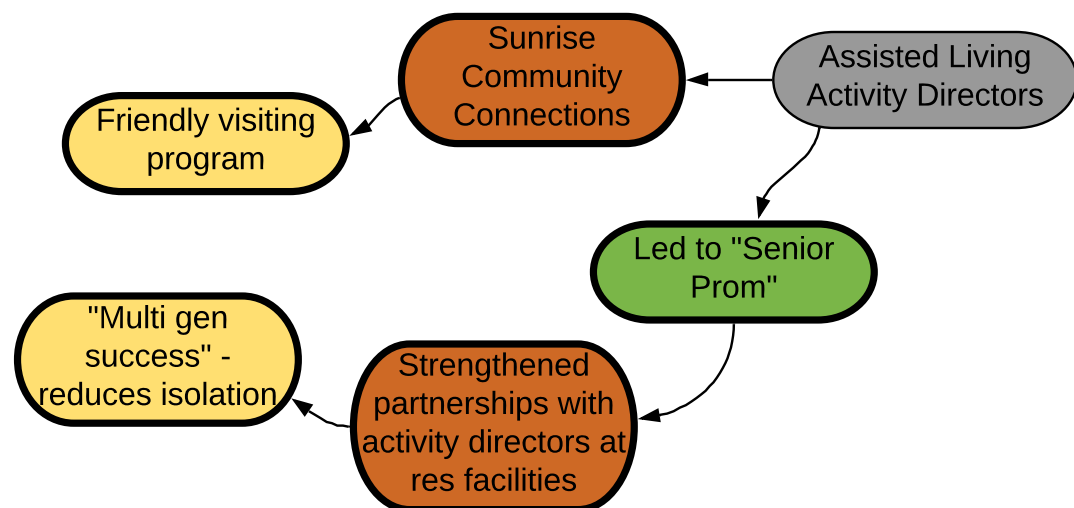 Sunrise
Community
Connections
Assisted Living
Activity Directors
Friendly visiting
program
Led to "Senior
Prom"
"Multi gen
success" -
reduces isolation
Strengthened
partnerships with
activity directors at
res facilities